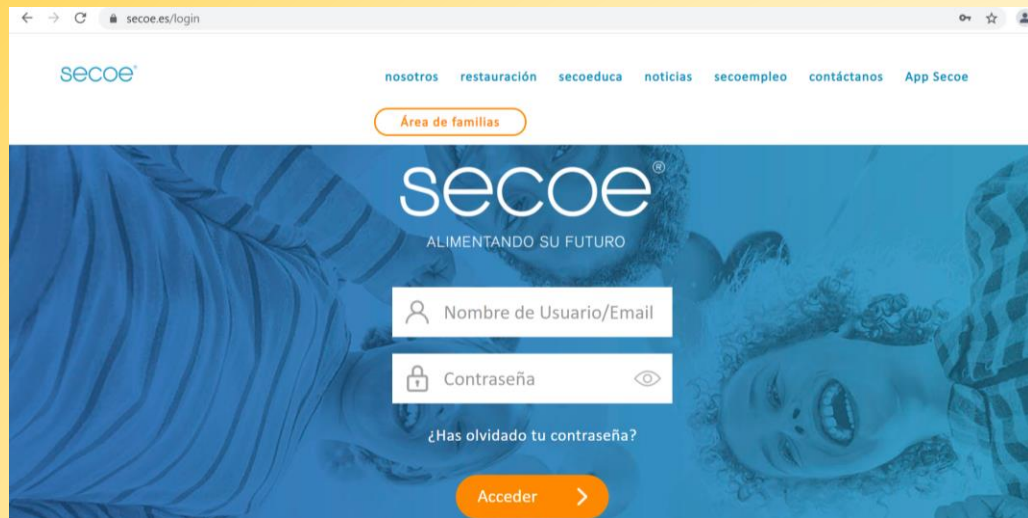 secoe.es/login
secoe®
nosotros restauración secoeduca noticias secoempleo contáctanos App Secoe
Área de familias
secoe®
ALIMENTANDO SU FUTURO
Nombre de Usuario/Email
Contraseña
¿Has olvidado tu contraseña?
Acceder